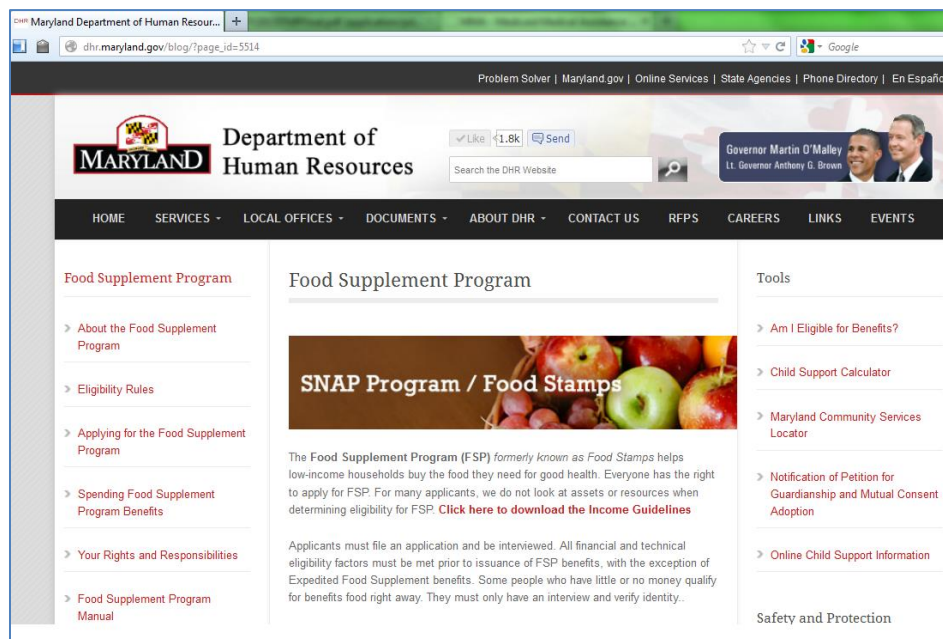 DHR Maryland Department of Human Resour... +
dhr.maryland.gov/blog/?page_id=5514
Google
Problem Solver | Maryland.gov | Online Services | State Agencies | Phone Directory | En Españo
MARYLAND
Department of
Human Resources
Like 1.8k Send
Search the DHR Website
Governor Martin O'Malley
Lt. Governor Anthony G. Brown
HOME SERVICES LOCAL OFFICES DOCUMENTS ABOUT DHR CONTACT US RFPS CAREERS LINKS EVENTS
Food Supplement Program
About the Food Supplement
Program
Eligibility Rules
Applying for the Food Supplement
Program
Spending Food Supplement
Program Benefits
Your Rights and Responsibilities
Food Supplement Program
Manual
Food Supplement Program
SNAP Program / Food Stamps
The Food Supplement Program (FSP) formerly known as Food Stamps helps
low-income households buy the food they need for good health. Everyone has the right
to apply for FSP. For many applicants, we do not look at assets or resources when
determining eligibility for FSP. Click here to download the Income Guidelines
Applicants must file an application and be interviewed. All financial and technical
eligibility factors must be met prior to issuance of FSP benefits, with the exception of
Expedited Food Supplement benefits. Some people who have little or no money qualify
for benefits food right away. They must only have an interview and verify identity..
Tools
Am I Eligible for Benefits?
Child Support Calculator
Maryland Community Services
Locator
Notification of Petition for
Guardianship and Mutual Consent
Adoption
Online Child Support Information
Safety and Protection